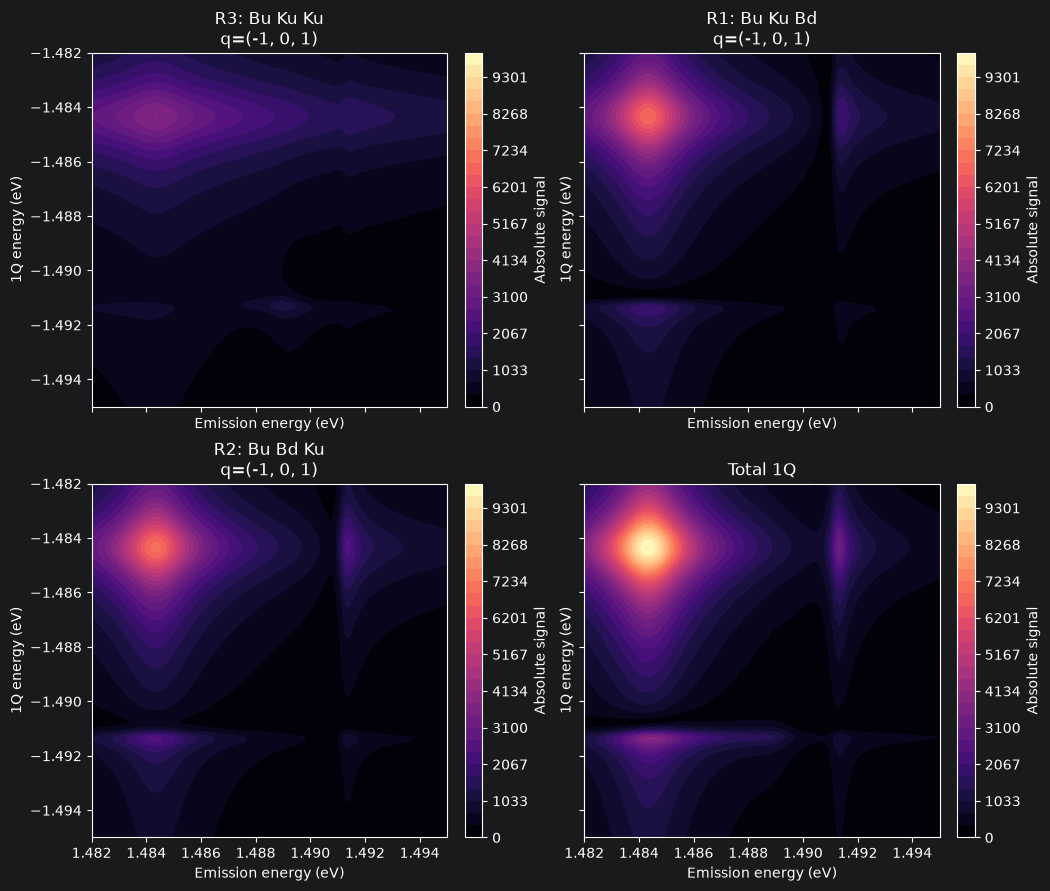 R3: Bu Ku Ku
q=(-1, 0, 1)
−1.482
−1.484
−1.486
−1.488
−1.490
−1.492
−1.494
1Q energy (eV)
Emission energy (eV)
9301
8268
7234
6201
5167
4134
3100
2067
1033
0
Absolute signal
R1: Bu Ku Bd
q=(-1, 0, 1)
1Q energy (eV)
Emission energy (eV)
9301
8268
7234
6201
5167
4134
3100
2067
1033
0
Absolute signal
R2: Bu Bd Ku
q=(-1, 0, 1)
−1.482
−1.484
−1.486
−1.488
−1.490
−1.492
−1.494
1Q energy (eV)
1.482 1.484 1.486 1.488 1.490 1.492 1.494
Emission energy (eV)
9301
8268
7234
6201
5167
4134
3100
2067
1033
0
Absolute signal
Total 1Q
1Q energy (eV)
1.482 1.484 1.486 1.488 1.490 1.492 1.494
Emission energy (eV)
9301
8268
7234
6201
5167
4134
3100
2067
1033
0
Absolute signal